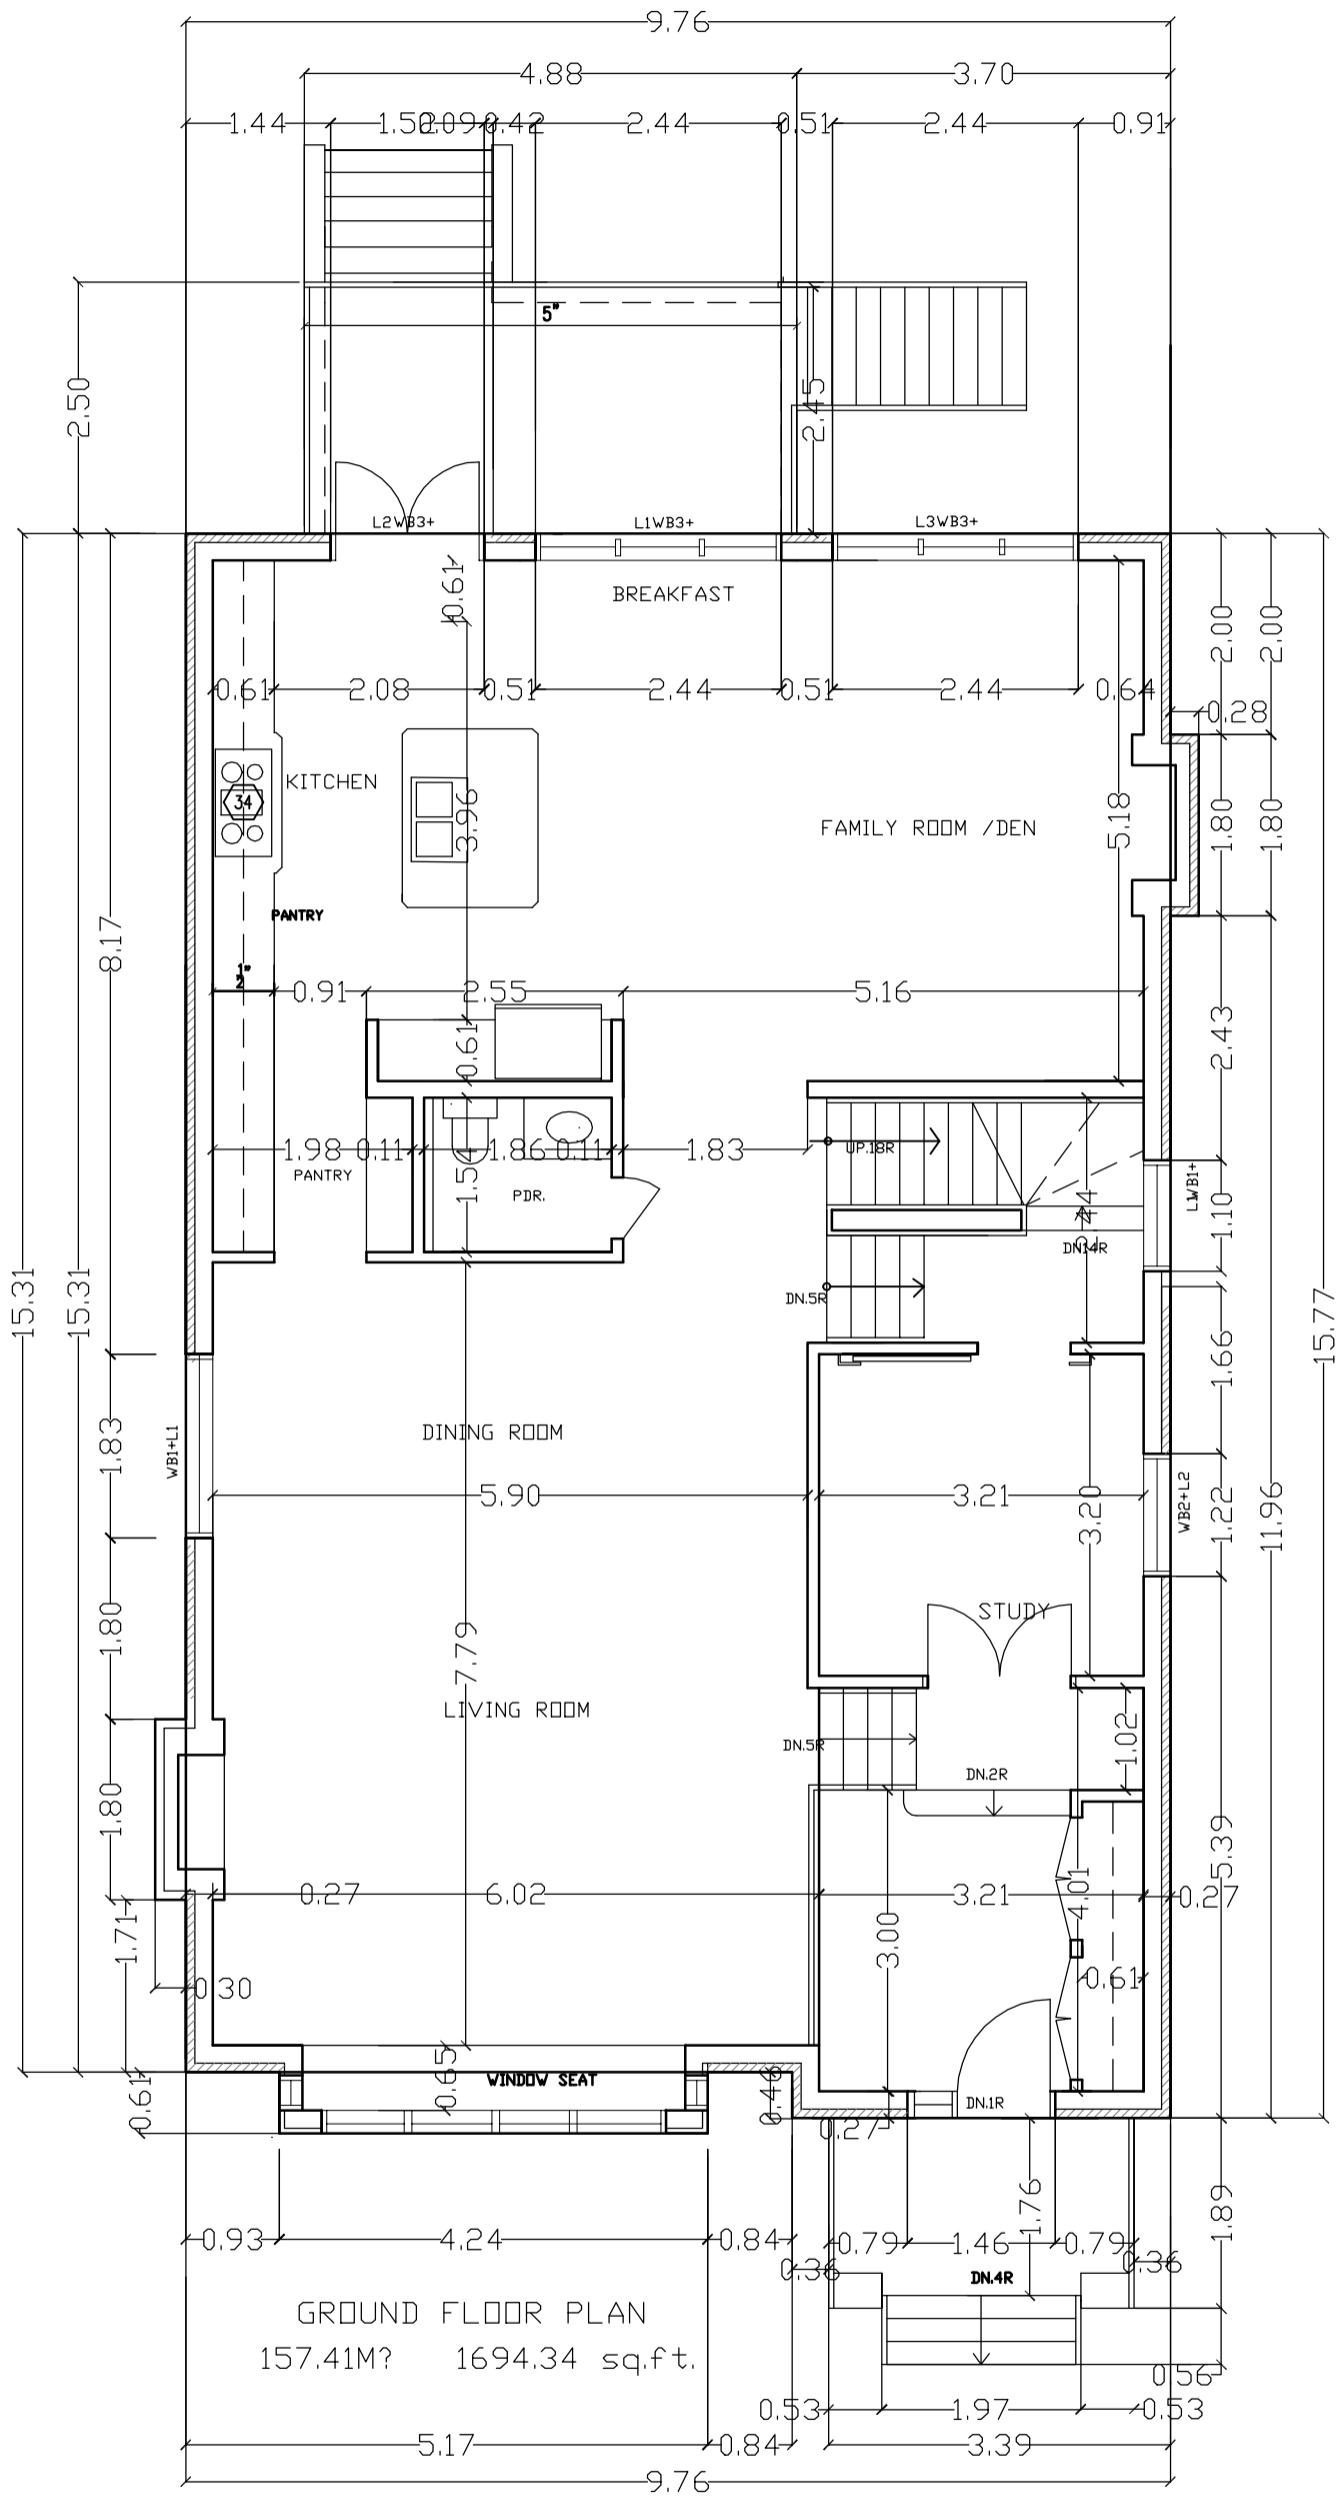 9.76
4.88 3.70
1.44 1.50 2.09 0.42 2.44 0.51 2.44 0.91
5"
2.50
2.45
L2WB3+ L1WB3+ L3WB3+
0.61
BREAKFAST
2.00 2.00
0.61 2.08 0.51 2.44 0.51 2.44 0.64
0.28
KITCHEN
34
3.96
FAMILY ROOM /DEN
5.18
1.80 1.80
PANTRY
8.17
1"
2
0.91 2.55 5.16
0.61
2.43
1.98 0.11 1.86 0.11 1.83
UP.18R
PANTRY
1.54
PDR.
L1WB1+
1.10
DN14R
DN.5R
15.31
15.31
15.77
1.66
1.83
WB1+L1
DINING ROOM
5.90 3.21
3.20
WB2+L2
1.22
11.96
1.80
STUDY
7.79
LIVING ROOM
DN.5R
1.02
DN.2R
1.80
5.39
0.27 6.02 3.21 0.27
4.01
1.71
3.00
0.30
0.61
0.61
0.65
WINDOW SEAT
0.46
DN.1R
0.27
1.76
1.89
0.93 4.24 0.84 0.79 1.46 0.79
0.36 0.36
DN.4R
GROUND FLOOR PLAN
157.41M? 1694.34 sq.ft.
0.56
0.53 1.97 0.53
5.17 0.84 3.39
9.76